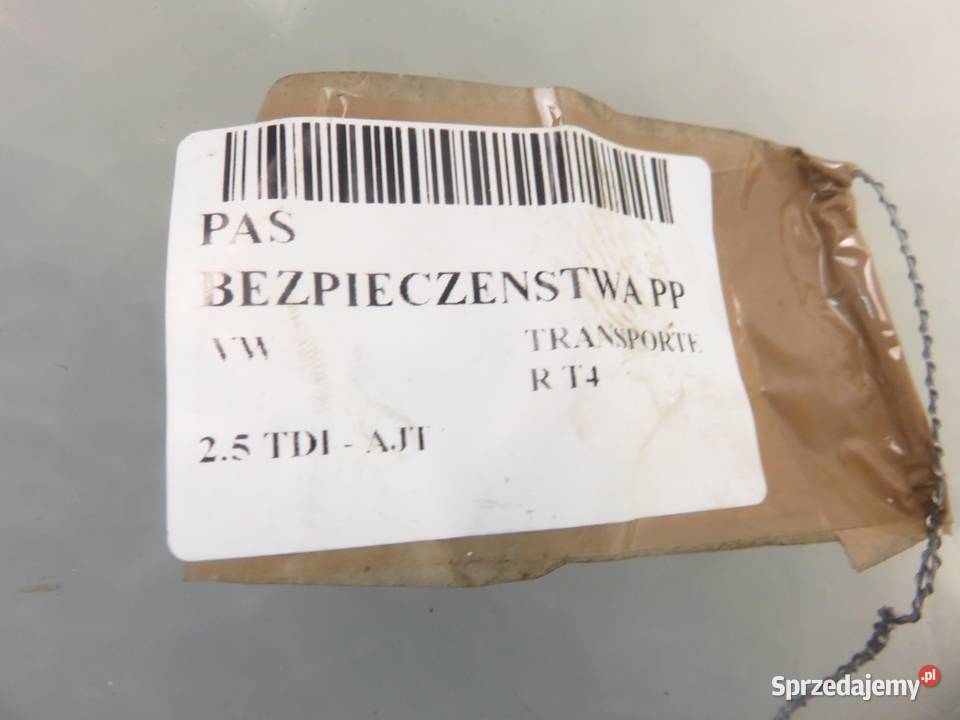 PAS
BEZPIECZENSTWA PP
VW TRANSPORTE
R T4
2.5 TDI - AJT
Sprzedajemy.pl